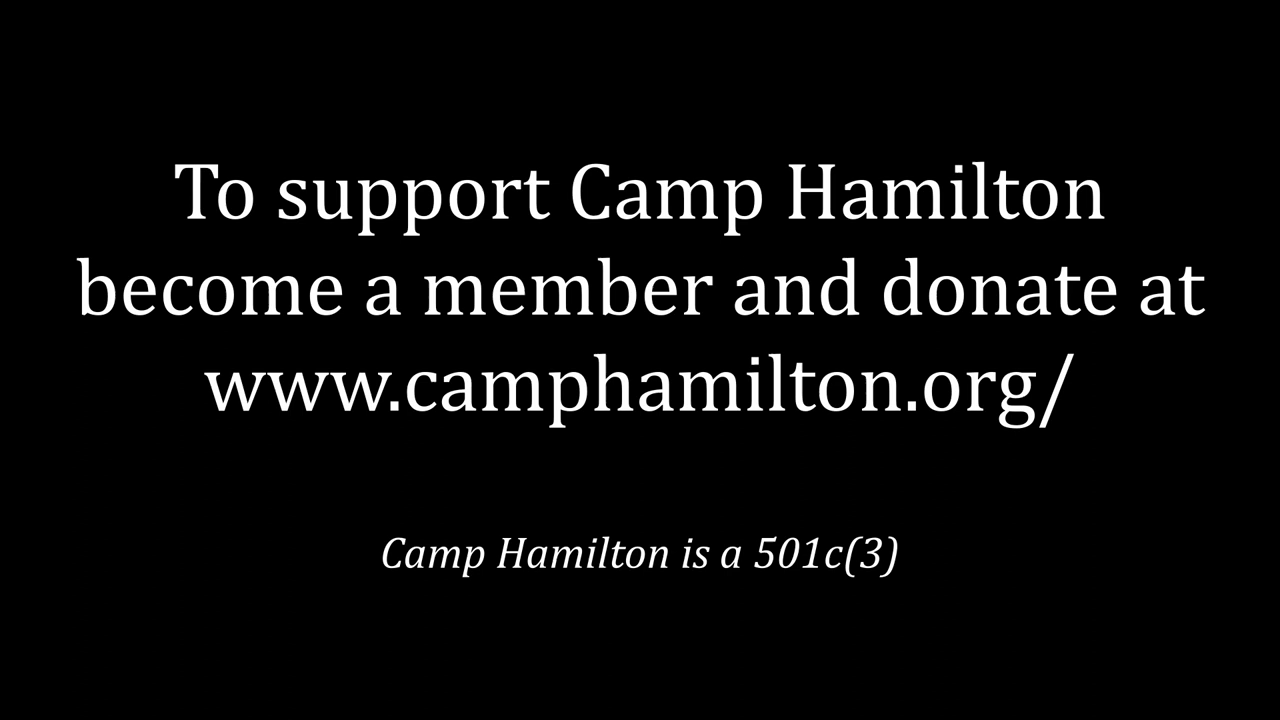 To support Camp Hamilton
become a member and donate at
www.camphamilton.org/
Camp Hamilton is a 501c(3)